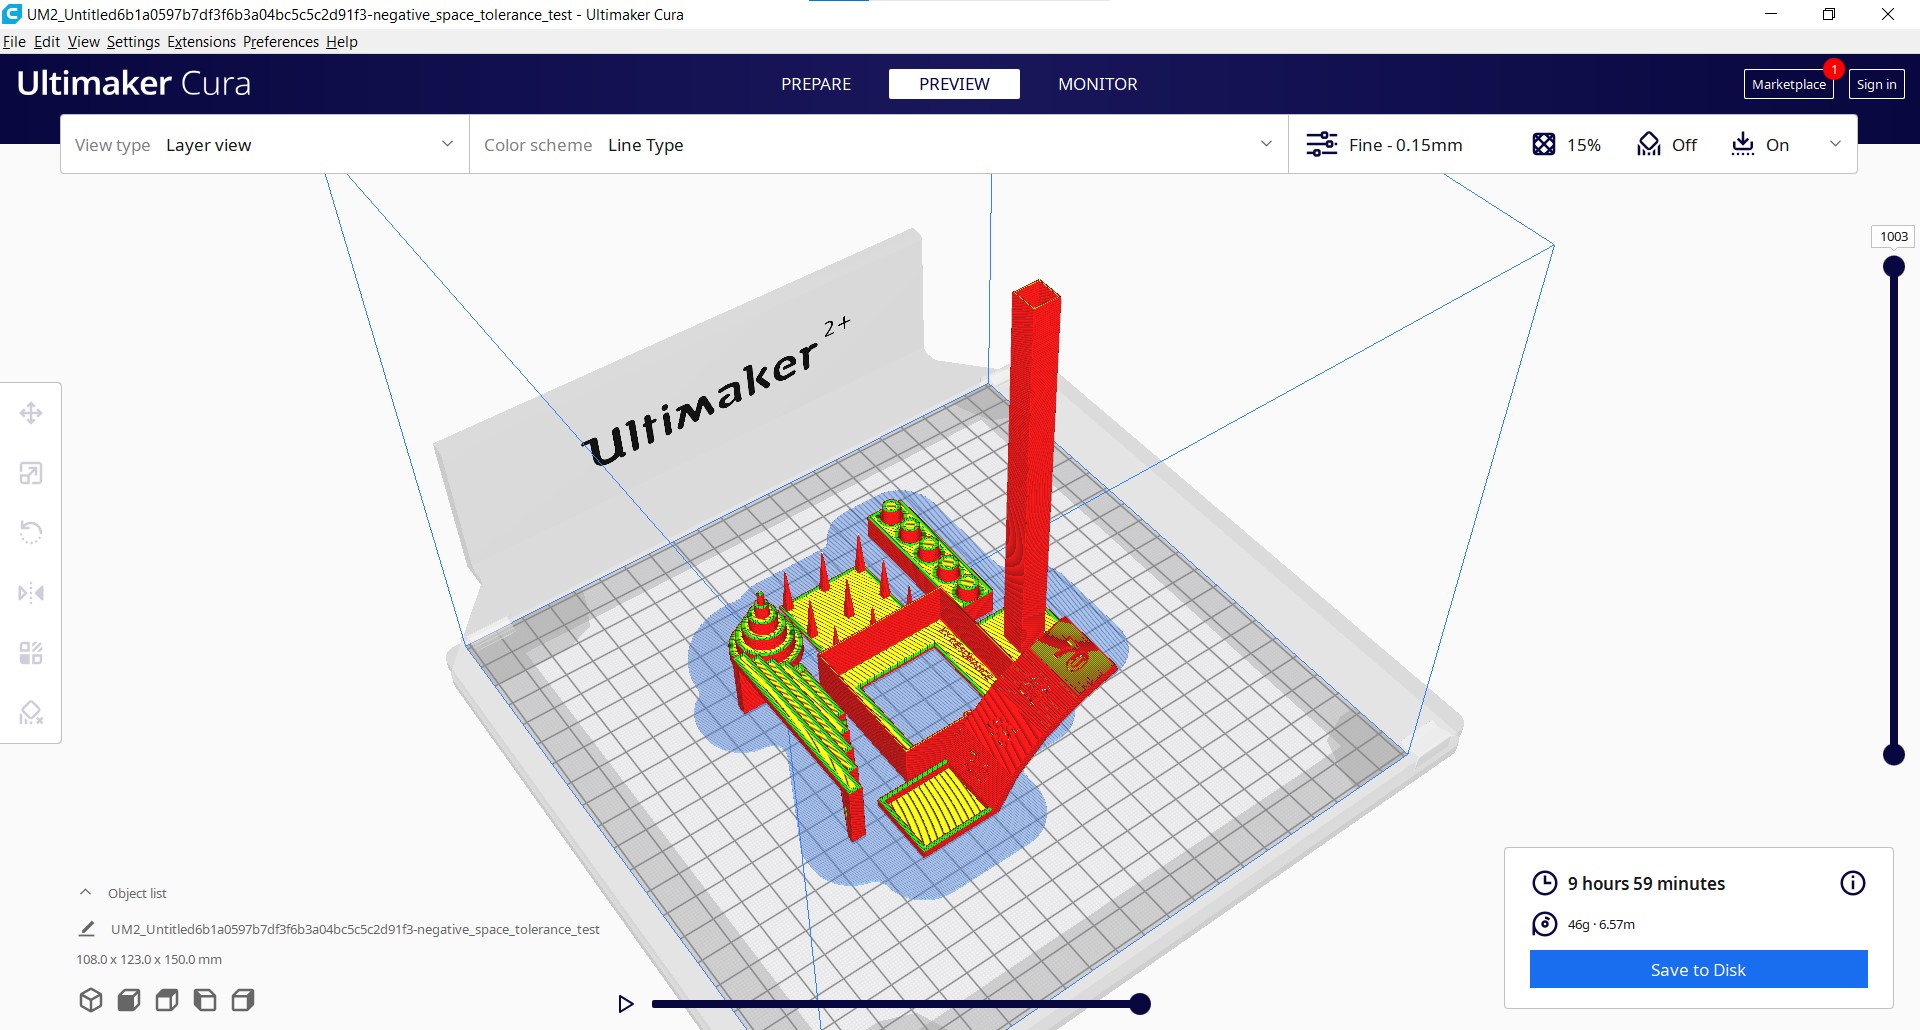 UM2_Untitled6b1a0597b7df3f6b3a04bc5c5c2d91f3-negative_space_tolerance_test - Ultimaker Cura
File Edit View Settings Extensions Preferences Help
Ultimaker Cura
PREPARE
PREVIEW
MONITOR
Marketplace
1
Sign in
View type Layer view
Color scheme Line Type
Fine - 0.15mm
15%
Off
On
1003
Ultimaker 2+
Object list
UM2_Untitled6b1a0597b7df3f6b3a04bc5c5c2d91f3-negative_space_tolerance_test
108.0 x 123.0 x 150.0 mm
9 hours 59 minutes
46g · 6.57m
Save to Disk